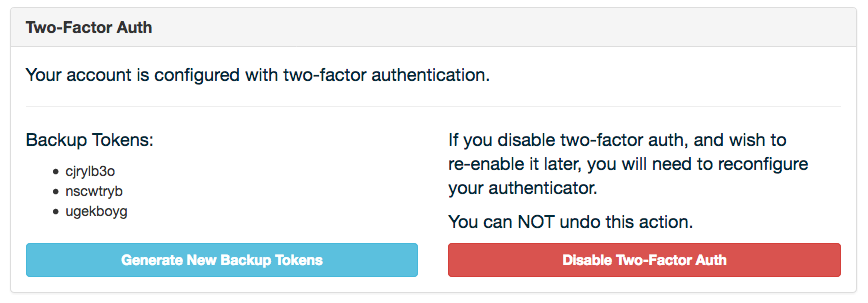 Two-Factor Auth
Your account is configured with two-factor authentication.
Backup Tokens:
cjrylb3o
nscwtryb
ugekboyg
Generate New Backup Tokens
If you disable two-factor auth, and wish to
re-enable it later, you will need to reconfigure
your authenticator.
You can NOT undo this action.
Disable Two-Factor Auth